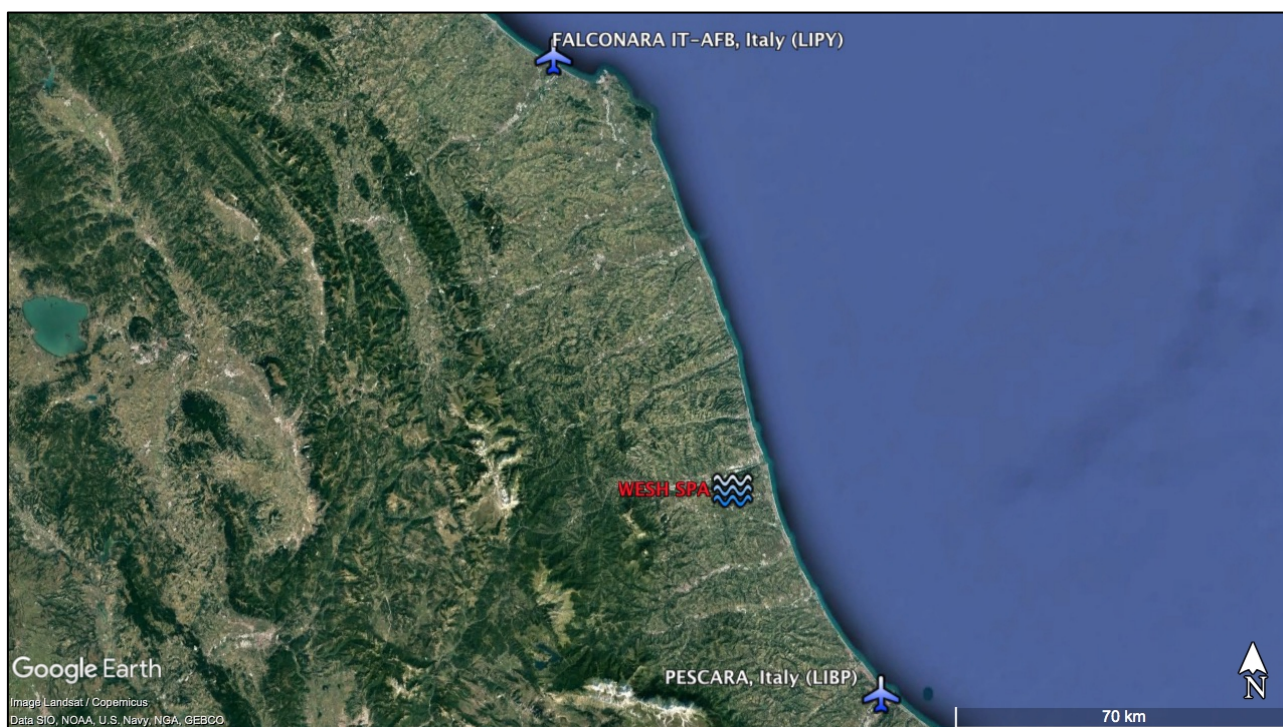 FALCONARA IT-AFB, Italy (LIPY)
WESH SPA
PESCARA, Italy (LIBP)
Google Earth
N
Image Landsat / Copernicus
Data SIO, NOAA, U.S. Navy, NGA, GEBCO
70 km